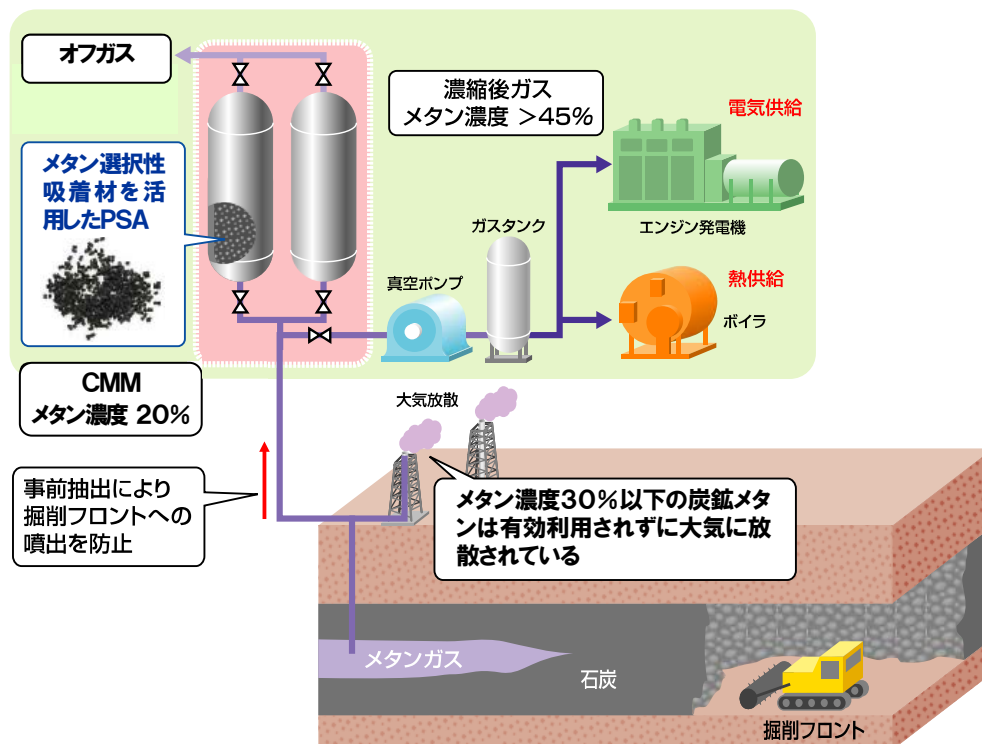 オフガス
濃縮後ガス
メタン濃度 >45%
電気供給
メタン選択性
吸着材を活
用したPSA
ガスタンク
エンジン発電機
真空ポンプ
熱供給
ボイラ
CMM
メタン濃度 20%
大気放散
事前抽出により
掘削フロントへの
噴出を防止
メタン濃度30%以下の炭鉱メタ
ンは有効利用されずに大気に放
散されている
メタンガス
石炭
掘削フロント